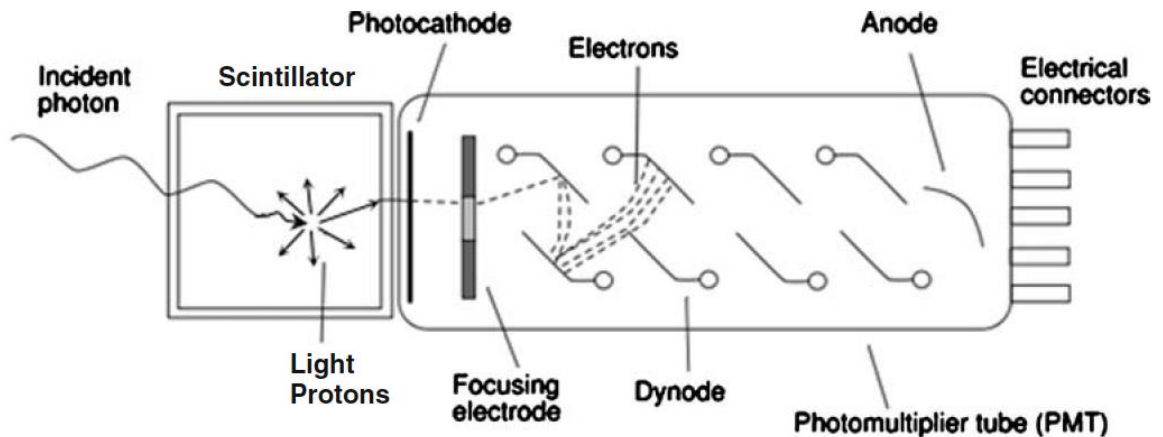 Photocathode
Electrons
Anode
Incident
photon
Scintillator
Electrical
connectors
Light
Protons
Focusing
electrode
Dynode
Photomultiplier tube (PMT)